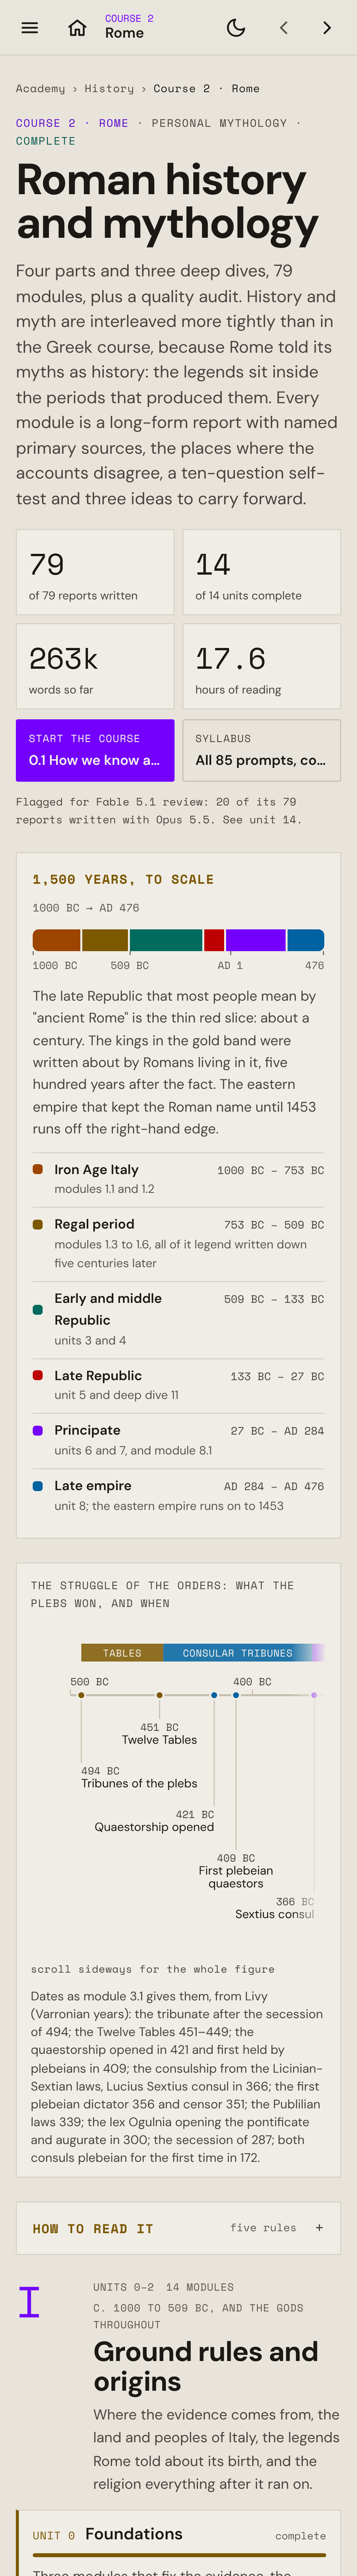 COURSE 2
Rome
Academy › History › Course 2 · Rome
COURSE 2 · ROME · PERSONAL MYTHOLOGY ·
COMPLETE
Roman history
and mythology
Four parts and three deep dives, 79
modules, plus a quality audit. History and
myth are interleaved more tightly than in
the Greek course, because Rome told its
myths as history: the legends sit inside
the periods that produced them. Every
module is a long-form report with named
primary sources, the places where the
accounts disagree, a ten-question self-
test and three ideas to carry forward.
79
of 79 reports written
14
of 14 units complete
263k
words so far
17.6
hours of reading
START THE COURSE
0.1 How we know a…
SYLLABUS
All 85 prompts, co…
Flagged for Fable 5.1 review: 20 of its 79
reports written with Opus 5.5. See unit 14.
1,500 YEARS, TO SCALE
1000 BC → AD 476
1000 BC 509 BC AD 1 476
The late Republic that most people mean by
"ancient Rome" is the thin red slice: about a
century. The kings in the gold band were
written about by Romans living in it, five
hundred years after the fact. The eastern
empire that kept the Roman name until 1453
runs off the right-hand edge.
Iron Age Italy 1000 BC – 753 BC
modules 1.1 and 1.2
Regal period 753 BC – 509 BC
modules 1.3 to 1.6, all of it legend written down
five centuries later
Early and middle 509 BC – 133 BC
Republic
units 3 and 4
Late Republic 133 BC – 27 BC
unit 5 and deep dive 11
Principate 27 BC – AD 284
units 6 and 7, and module 8.1
Late empire AD 284 – AD 476
unit 8; the eastern empire runs on to 1453
THE STRUGGLE OF THE ORDERS: WHAT THE
PLEBS WON, AND WHEN
TABLES CONSULAR TRIBUNES
500 BC 400 BC
451 BC
Twelve Tables
494 BC
Tribunes of the plebs
421 BC
Quaestorship opened
409 BC
First plebeian
quaestors
366 BC
Sextius consul
scroll sideways for the whole figure
Dates as module 3.1 gives them, from Livy
(Varronian years): the tribunate after the secession
of 494; the Twelve Tables 451–449; the
quaestorship opened in 421 and first held by
plebeians in 409; the consulship from the Licinian-
Sextian laws, Lucius Sextius consul in 366; the first
plebeian dictator 356 and censor 351; the Publilian
laws 339; the lex Ogulnia opening the pontificate
and augurate in 300; the secession of 287; both
consuls plebeian for the first time in 172.
HOW TO READ IT five rules +
I
UNITS 0–2 14 MODULES
C. 1000 TO 509 BC, AND THE GODS
THROUGHOUT
Ground rules and
origins
Where the evidence comes from, the
land and peoples of Italy, the legends
Rome told about its birth, and the
religion everything after it ran on.
UNIT 0 Foundations complete
Three modules that fix the evidence, the